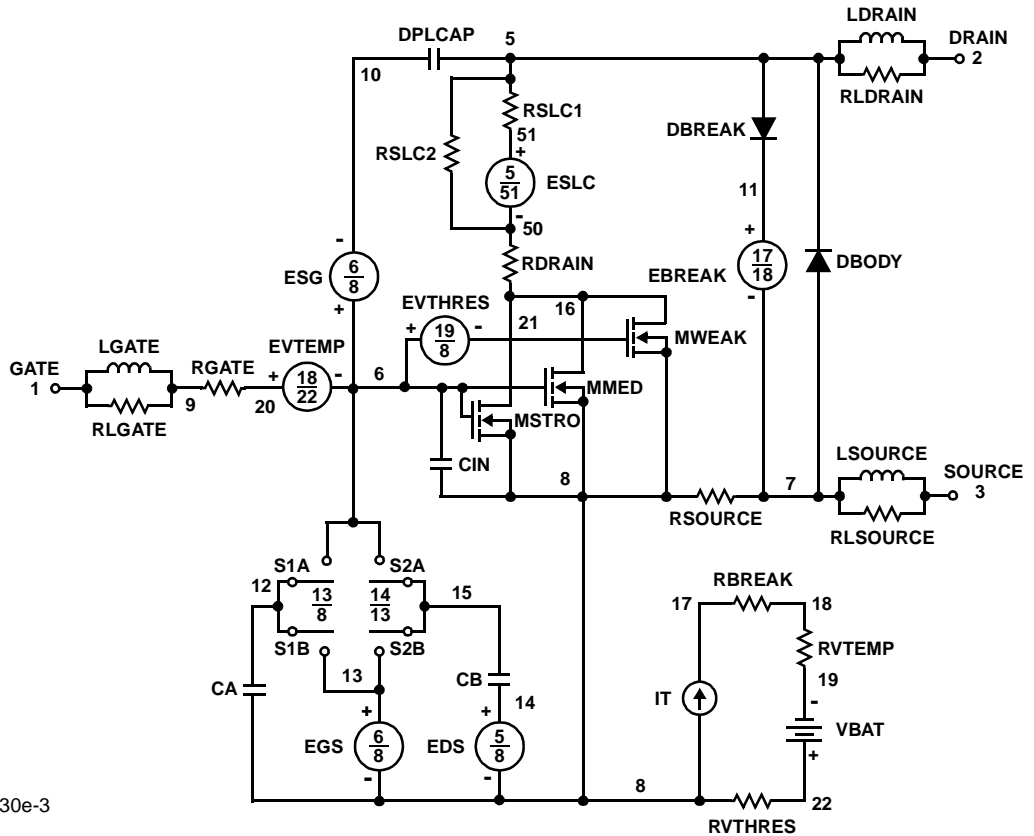 LDRAIN
DPLCAP 5 DRAIN
10 2
RLDRAIN
RSLC1
DBREAK
51
RSLC2 +
5
51
ESLC
11
-
50
- +
RDRAIN 17
18
DBODY
6
8
ESG EBREAK
EVTHRES 16 -
+ + 19
8
- 21
MWEAK
LGATE EVTEMP
GATE RGATE + 18
22
- 6 MMED
1
9 20 MSTRO
RLGATE
LSOURCE
CIN SOURCE
8 7 3
RSOURCE
RLSOURCE
S1A S2A
12 13
8
14
13
15 RBREAK
17 18
S1B S2B
RVTEMP
13
CB 19
CA IT -
14
+ + VBAT
6
8
5
8
EGS EDS +
- -
8 22
30e-3
RVTHRES